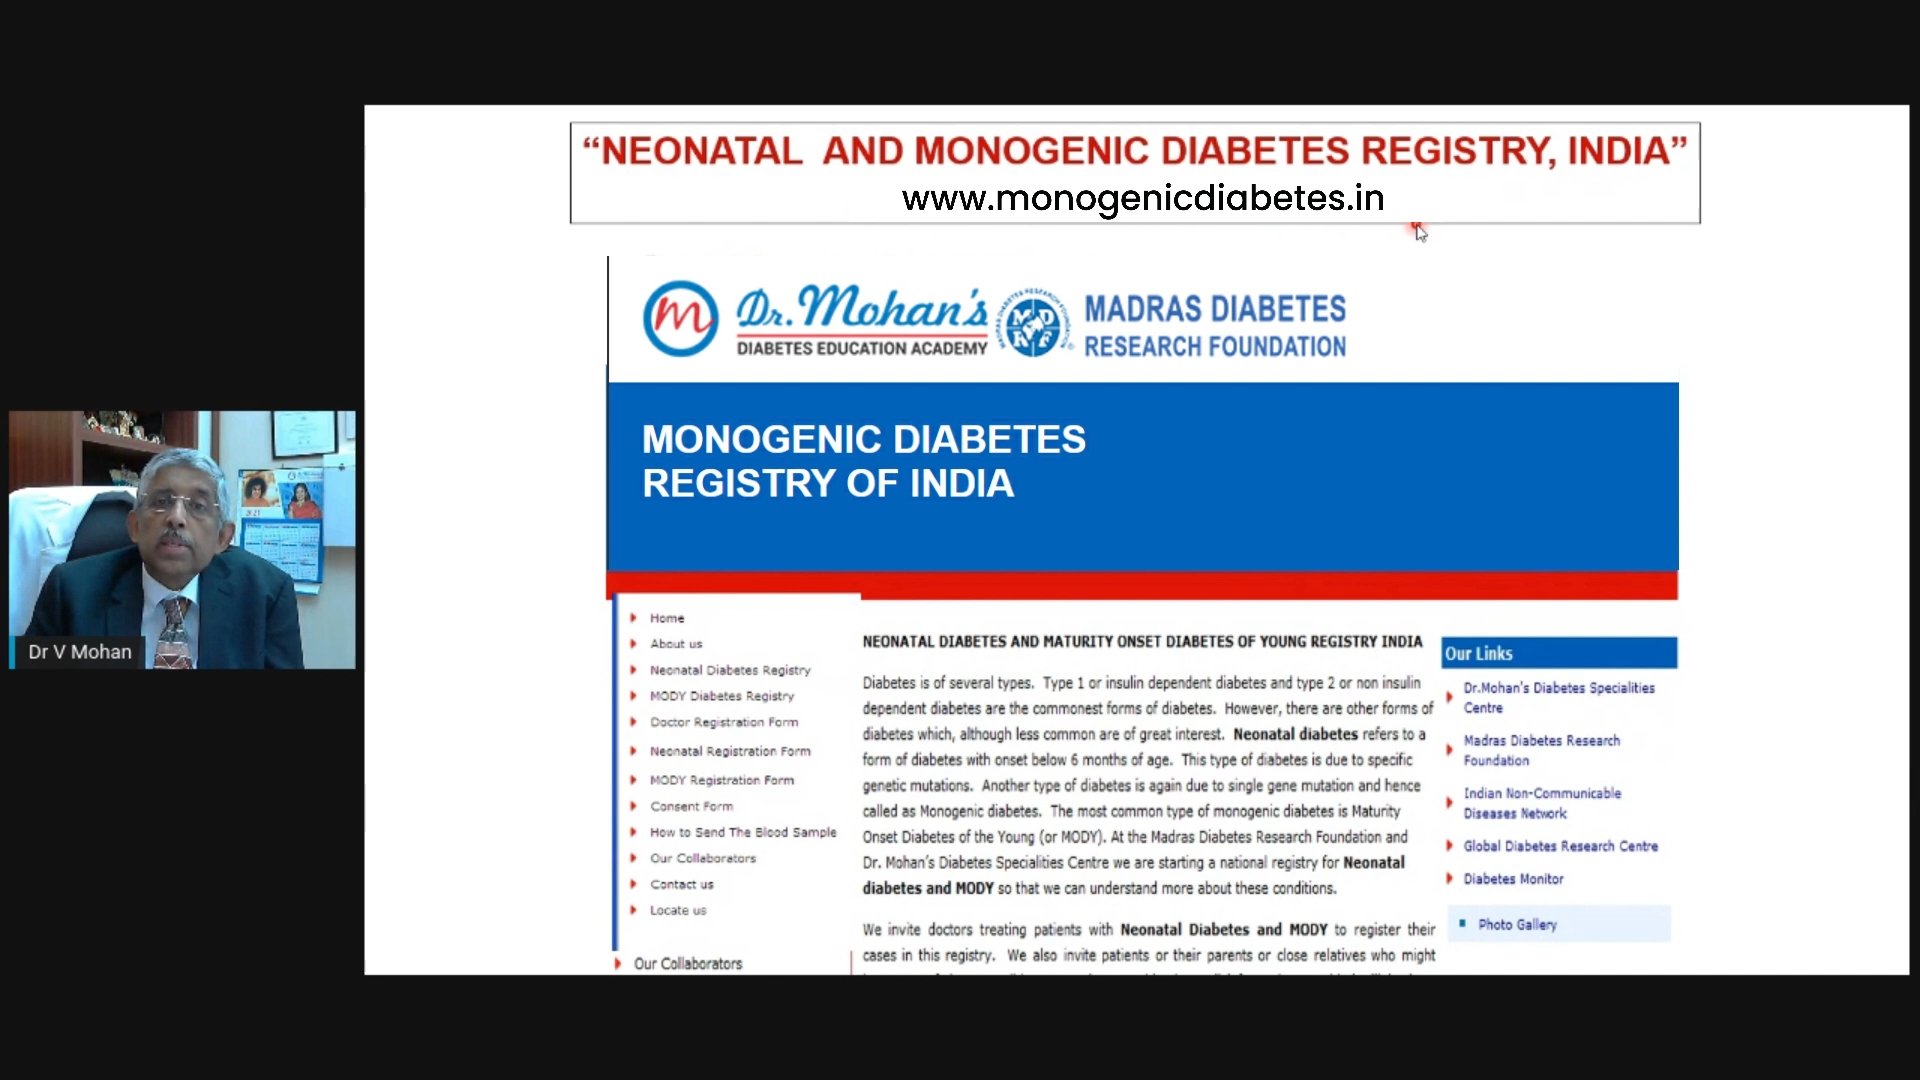 “NEONATAL AND MONOGENIC DIABETES REGISTRY, INDIA”
www.monogenicdiabetes.in
m Dr. Mohan's
DIABETES EDUCATION ACADEMY
MDRF
MADRAS DIABETES
RESEARCH FOUNDATION
MONOGENIC DIABETES
REGISTRY OF INDIA
Dr V Mohan
Home
About us
Neonatal Diabetes Registry
MODY Diabetes Registry
Doctor Registration Form
Neonatal Registration Form
MODY Registration Form
Consent Form
How to Send The Blood Sample
Our Collaborators
Contact us
Locate us
Our Collaborators
NEONATAL DIABETES AND MATURITY ONSET DIABETES OF YOUNG REGISTRY INDIA
Diabetes is of several types. Type 1 or insulin dependent diabetes and type 2 or non insulin
dependent diabetes are the commonest forms of diabetes. However, there are other forms of
diabetes which, although less common are of great interest. Neonatal diabetes refers to a
form of diabetes with onset below 6 months of age. This type of diabetes is due to specific
genetic mutations. Another type of diabetes is again due to single gene mutation and hence
called as Monogenic diabetes. The most common type of monogenic diabetes is Maturity
Onset Diabetes of the Young (or MODY). At the Madras Diabetes Research Foundation and
Dr. Mohan's Diabetes Specialities Centre we are starting a national registry for Neonatal
diabetes and MODY so that we can understand more about these conditions.
We invite doctors treating patients with Neonatal Diabetes and MODY to register their
cases in this registry. We also invite patients or their parents or close relatives who might
Our Links
Dr.Mohan's Diabetes Specialities
Centre
Madras Diabetes Research
Foundation
Indian Non-Communicable
Diseases Network
Global Diabetes Research Centre
Diabetes Monitor
Photo Gallery